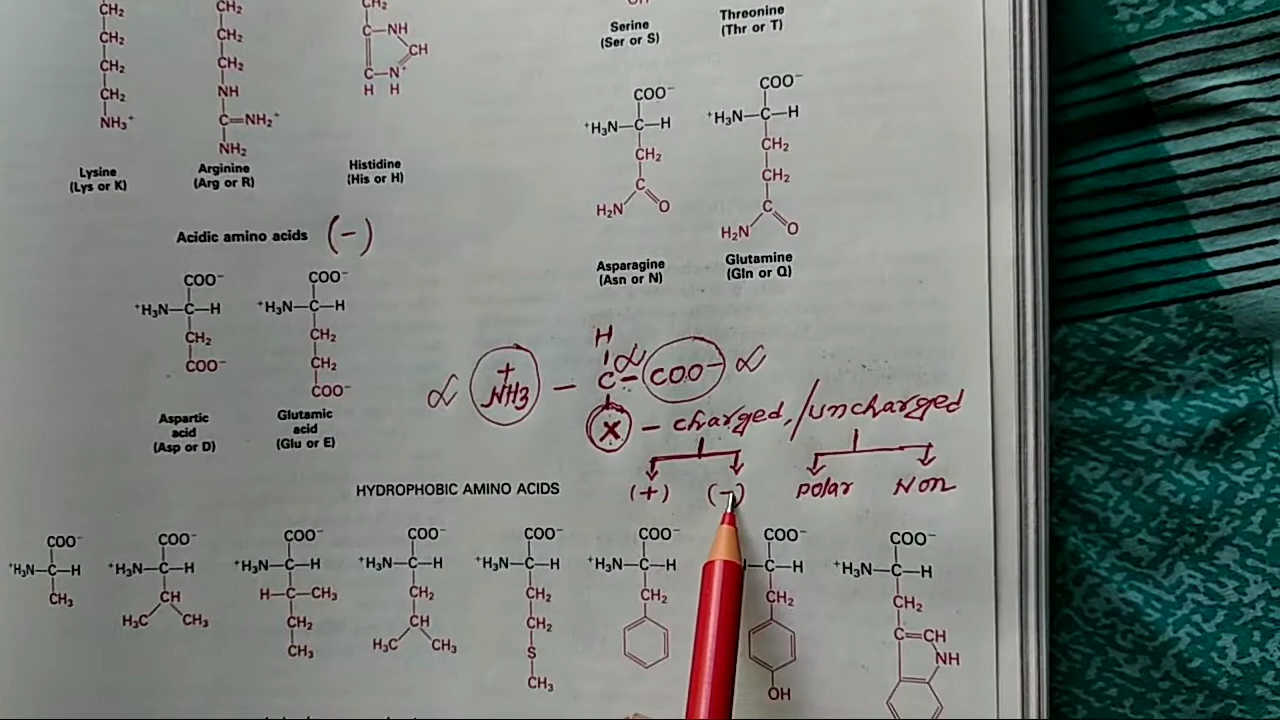 CH₂ CH₂ CH₂
CH₂ CH₂ C—NH CH
CH₂ CH₂ C—N⁺
CH₂ NH H H
NH₃⁺ C=NH₂⁺
NH₂
Lysine
(Lys or K)
Arginine
(Arg or R)
Histidine
(His or H)
Serine
(Ser or S)
Threonine
(Thr or T)
COO⁻
⁺H₃N—C—H
CH₂
C
H₂N O
Asparagine
(Asn or N)
COO⁻
⁺H₃N—C—H
CH₂
CH₂
C
H₂N O
Glutamine
(Gln or Q)
Acidic amino acids (-)
COO⁻
⁺H₃N—C—H
CH₂
COO⁻
Aspartic
acid
(Asp or D)
COO⁻
⁺H₃N—C—H
CH₂
CH₂
COO⁻
Glutamic
acid
(Glu or E)
H
α +NH3 — C — COO⁻ α
α
X — charged, / uncharged
(+) (-) polar Non
HYDROPHOBIC AMINO ACIDS
COO⁻ COO⁻ COO⁻ COO⁻ COO⁻ COO⁻ COO⁻ COO⁻
⁺H₃N—C—H ⁺H₃N—C—H ⁺H₃N—C—H ⁺H₃N—C—H ⁺H₃N—C—H ⁺H₃N—C—H C—H ⁺H₃N—C—H
CH₃ CH H—C—CH₃ CH₂ CH₂ CH₂ CH₂ CH₂
H₃C CH₃ CH₂ CH CH₂ C=CH
CH₃ H₃C CH₃ S NH
CH₃ OH